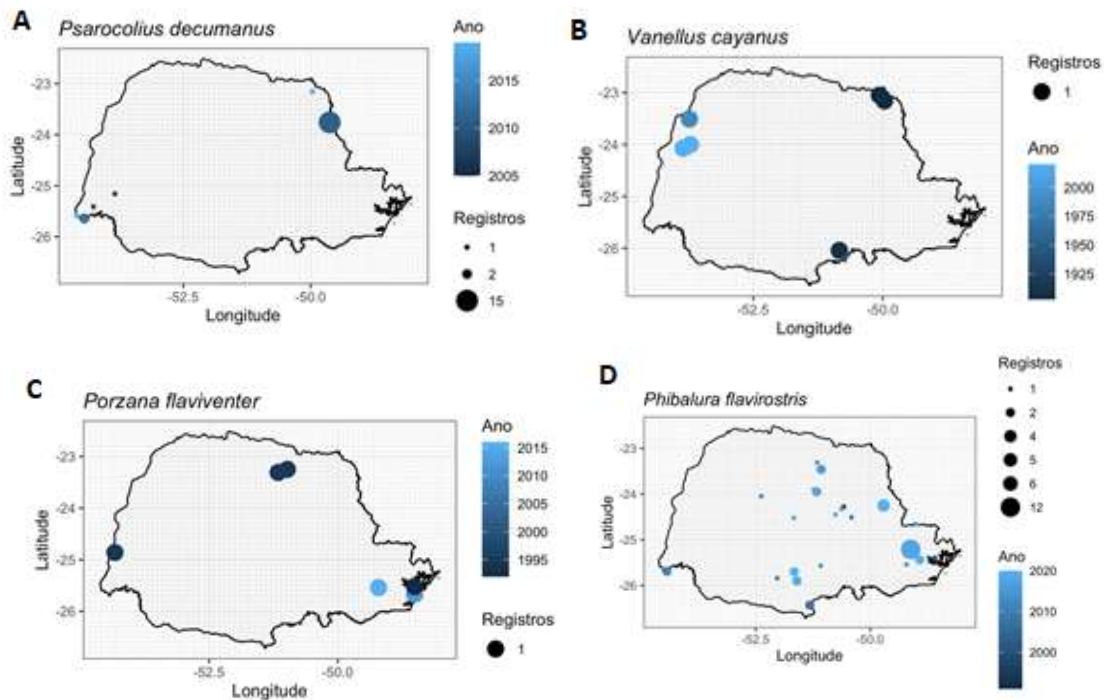 A
Psarocolius decumanus
-23
-24
-25
-26
Latitude
-52.5
-50.0
Longitude
Ano
2015
2010
2005
Registros
1
2
15
B
Vanellus cayanus
-23
-24
-25
-26
Latitude
-52.5
-50.0
Longitude
Registros
1
Ano
2000
1975
1950
1925
C
Porzana flaviventer
-23
-24
-25
-26
Latitude
-52.5
-50.0
Longitude
Ano
2015
2010
2005
2000
1995
Registros
1
D
Phibalura flavirostris
-23
-24
-25
-26
Latitude
-52.5
-50.0
Longitude
Registros
1
2
4
5
6
12
Ano
2020
2010
2000